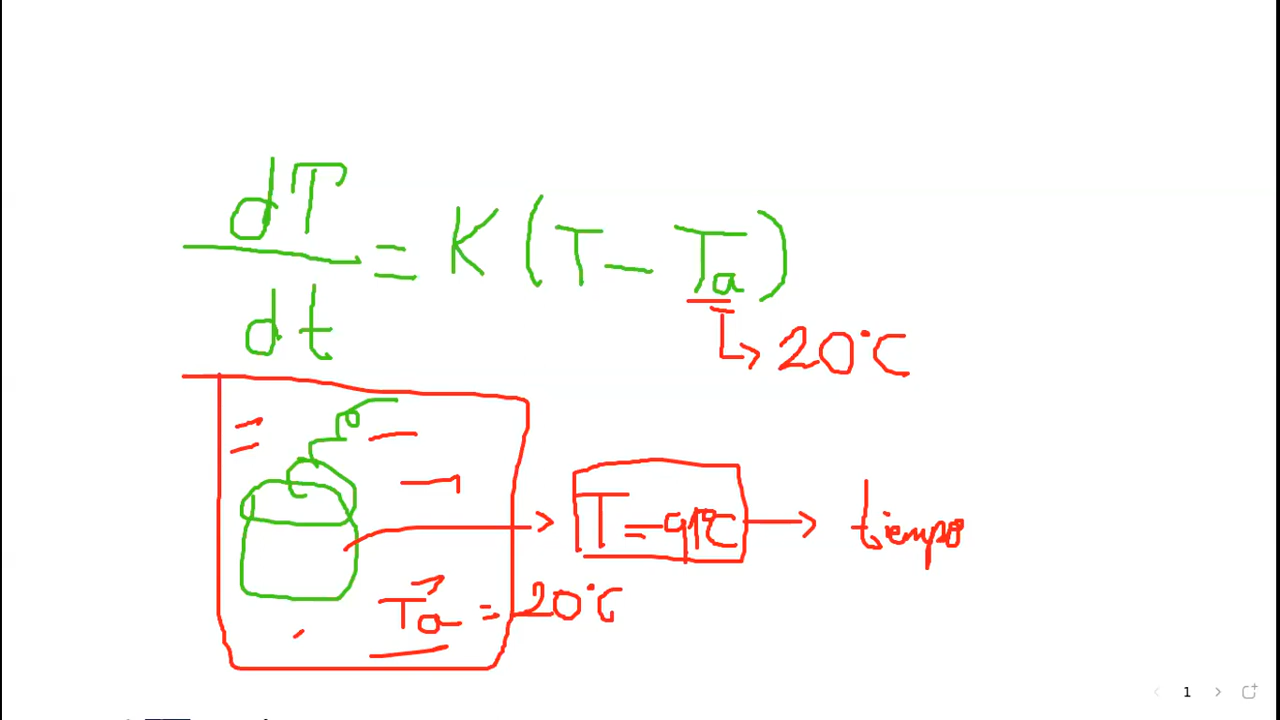 dT/dt = K (T - Ta)
↳ 20°C
T = 91°C → tiempo
Ta = 20°C
1